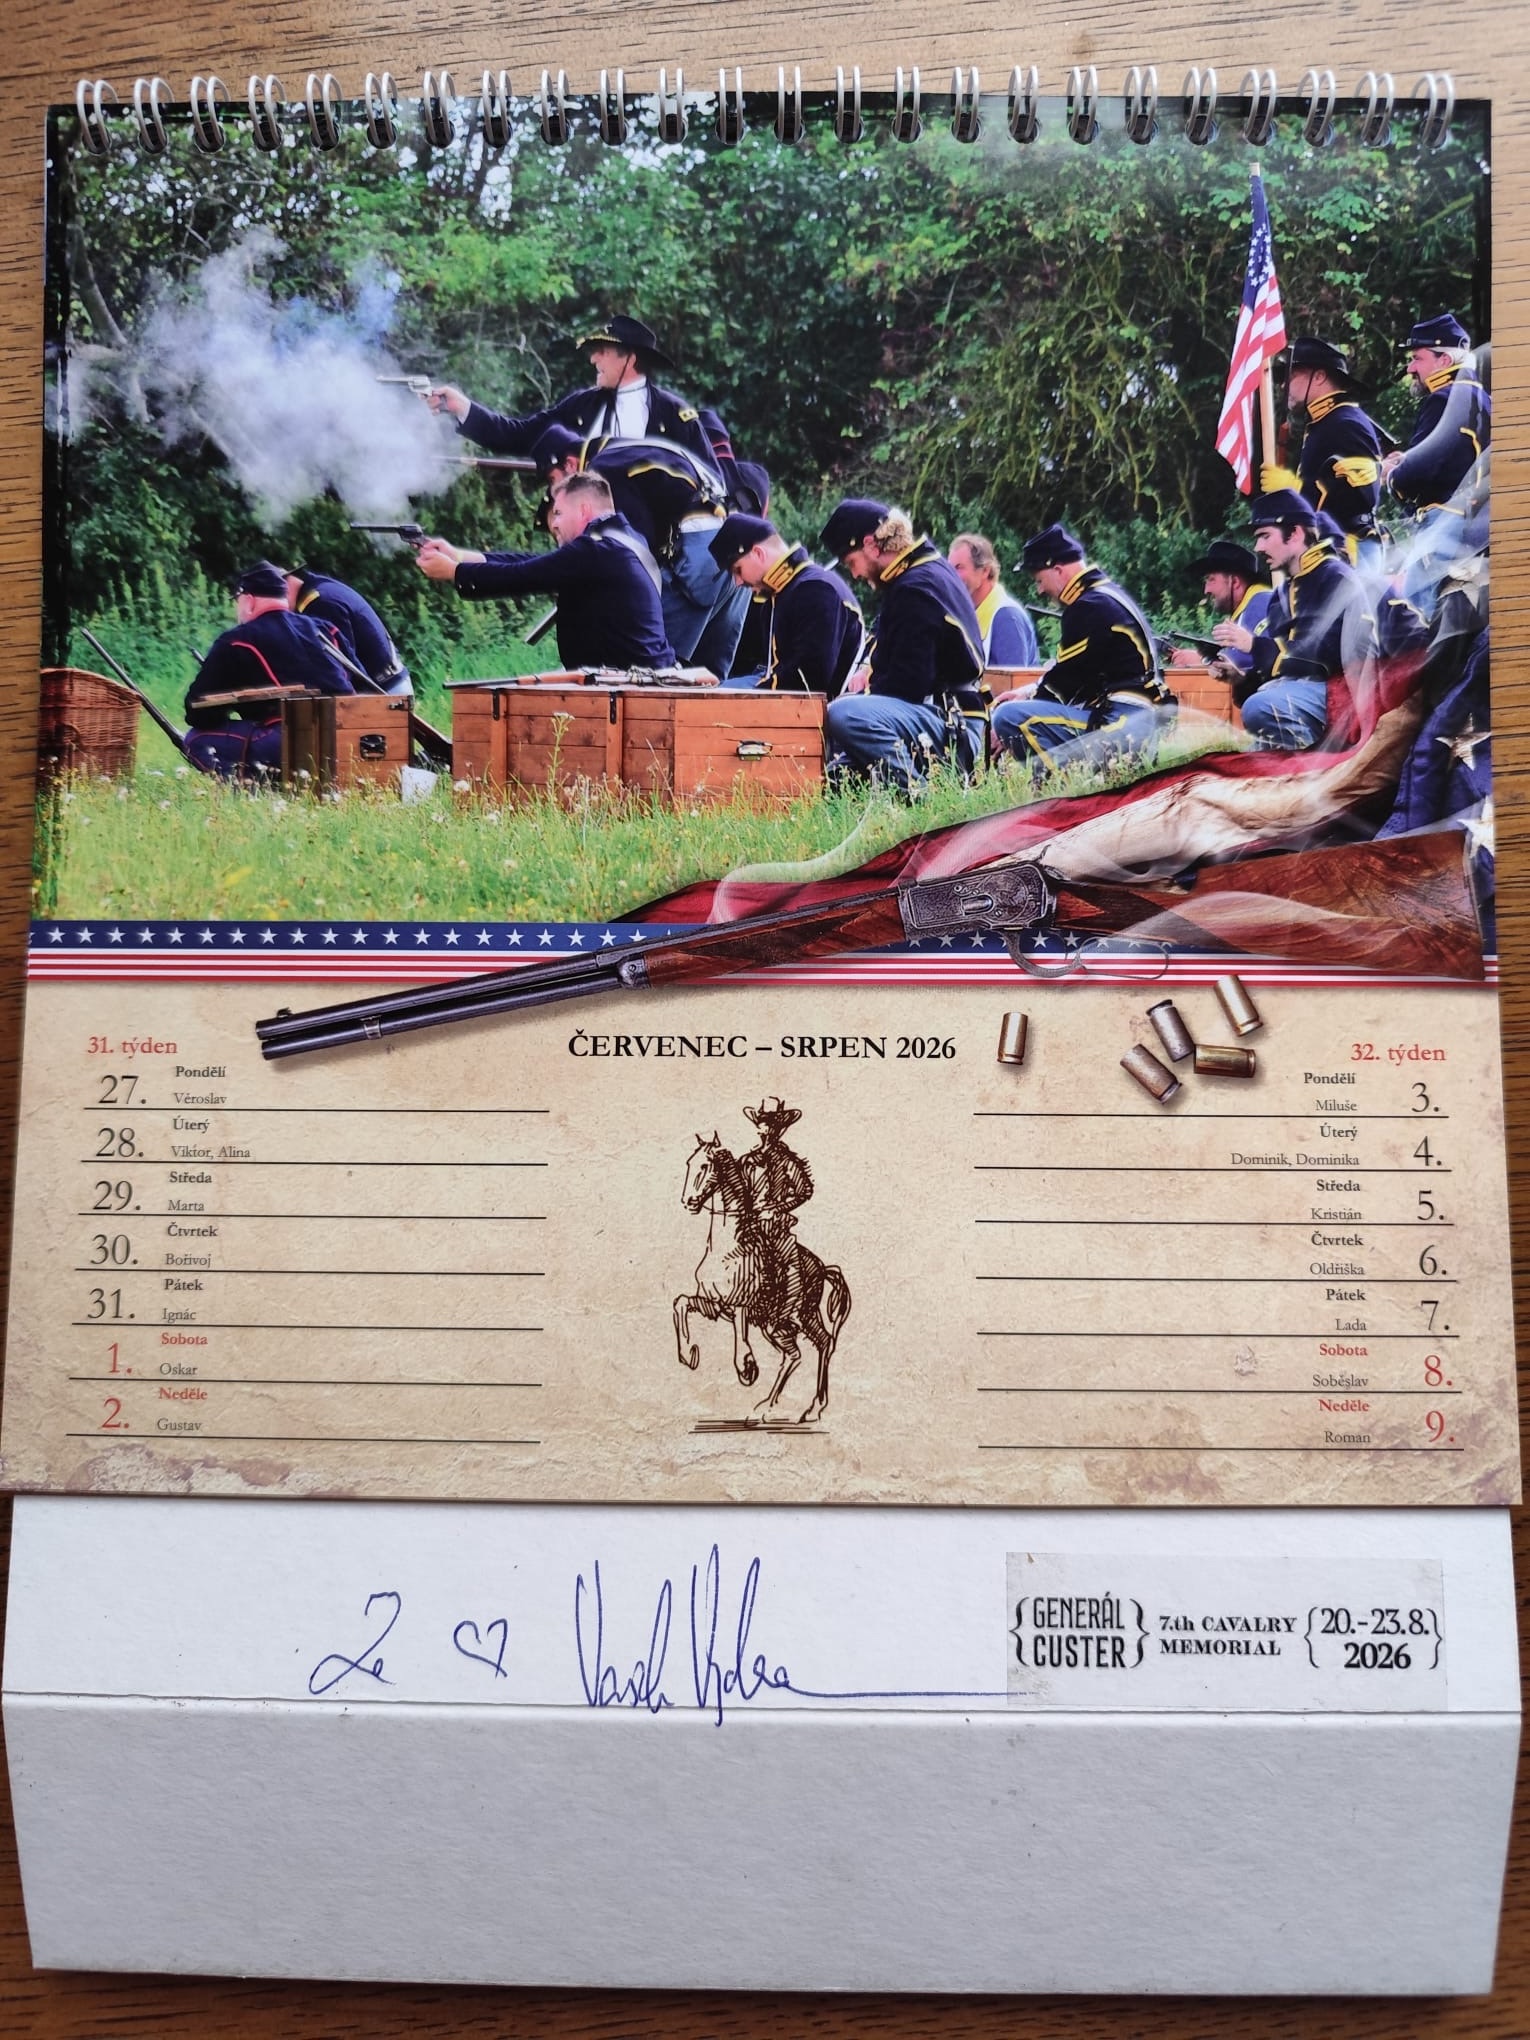 ČERVENEC – SRPEN 2026
31. týden
27. Pondělí
Věroslav
28. Úterý
Viktor, Alina
29. Středa
Marta
30. Čtvrtek
Bořivoj
31. Pátek
Ignác
1. Sobota
Oskar
2. Neděle
Gustav
32. týden
Pondělí 3.
Miluše
Úterý 4.
Dominik, Dominika
Středa 5.
Kristián
Čtvrtek 6.
Oldřiška
Pátek 7.
Lada
Sobota 8.
Soběslav
Neděle 9.
Roman
Ze
GENERÁL
CUSTER
7.th CAVALRY
MEMORIAL
20.-23.8.
2026